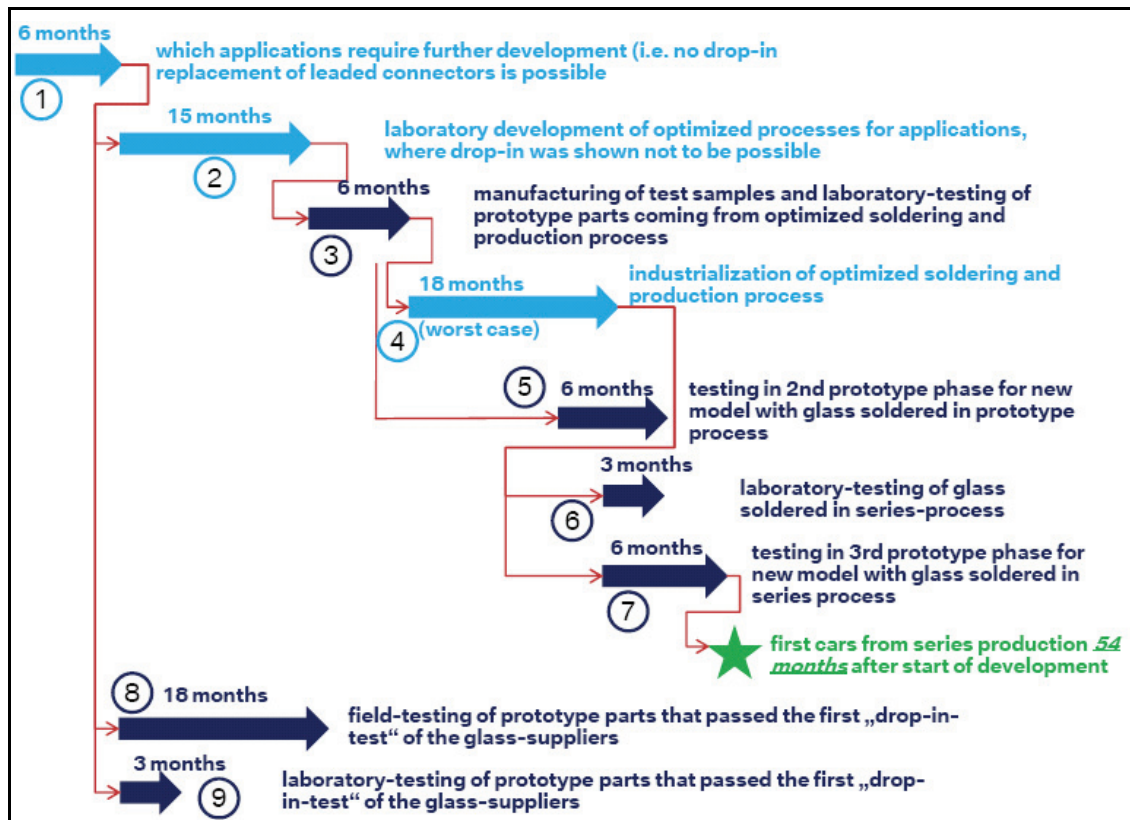 6 months
which applications require further development (i.e. no drop-in
replacement of leaded connectors is possible
1
15 months
laboratory development of optimized processes for applications,
where drop-in was shown not to be possible
2
6 months
manufacturing of test samples and laboratory-testing of
prototype parts coming from optimized soldering and
production process
3
18 months
(worst case)
industrialization of optimized soldering and
production process
4
5
6 months
testing in 2nd prototype phase for new
model with glass soldered in prototype
process
3 months
laboratory-testing of glass
soldered in series-process
6
6 months
testing in 3rd prototype phase for
new model with glass soldered in
series process
7
first cars from series production 54
months after start of development
8
18 months
field-testing of prototype parts that passed the first „drop-in-
test“ of the glass-suppliers
3 months
9
laboratory-testing of prototype parts that passed the first „drop-
in-test“ of the glass-suppliers